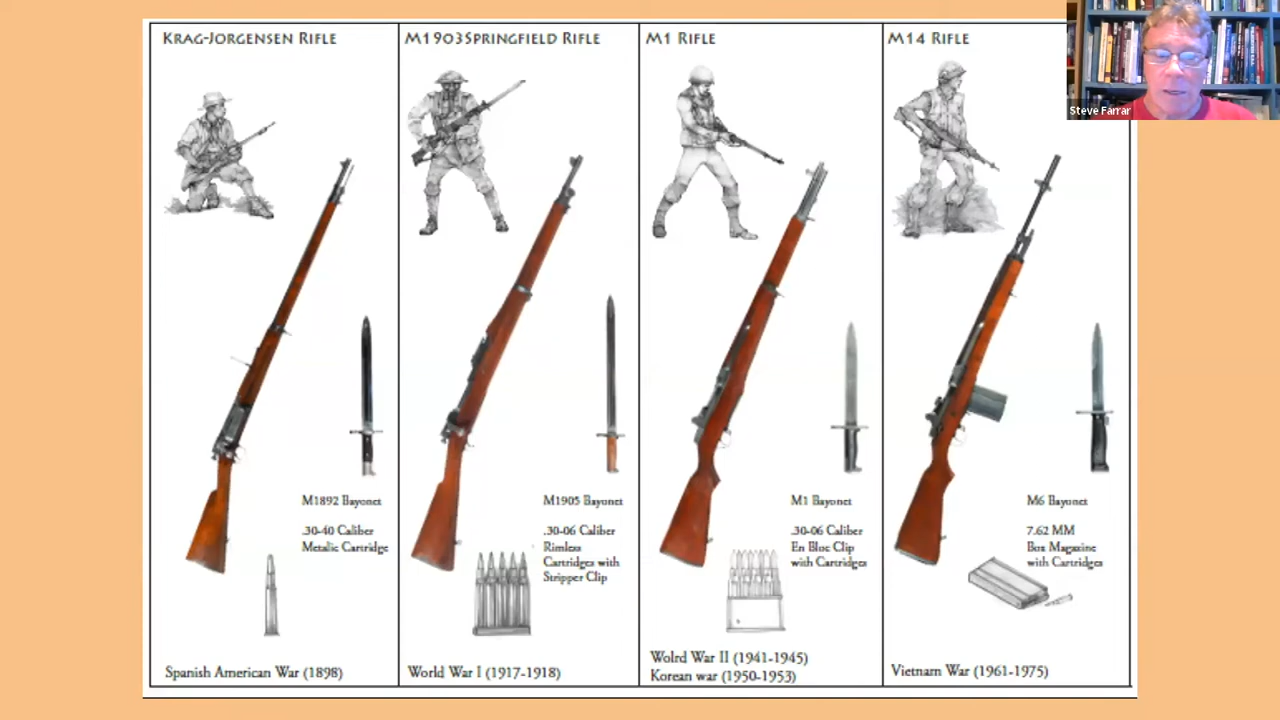 KRAG-JORGENSEN RIFLE
M1903SPRINGFIELD RIFLE
M1 RIFLE
M14 RIFLE
Steve Farrar
M1892 Bayonet
.30-40 Caliber
Metalic Cartridge
Spanish American War (1898)
M1905 Bayonet
.30-06 Caliber
Rimless
Cartridges with
Stripper Clip
World War I (1917-1918)
M1 Bayonet
.30-06 Caliber
En Bloc Clip
with Cartridges
Wolrd War II (1941-1945)
Korean war (1950-1953)
M6 Bayonet
7.62 MM
Box Magazine
with Cartridges
Vietnam War (1961-1975)